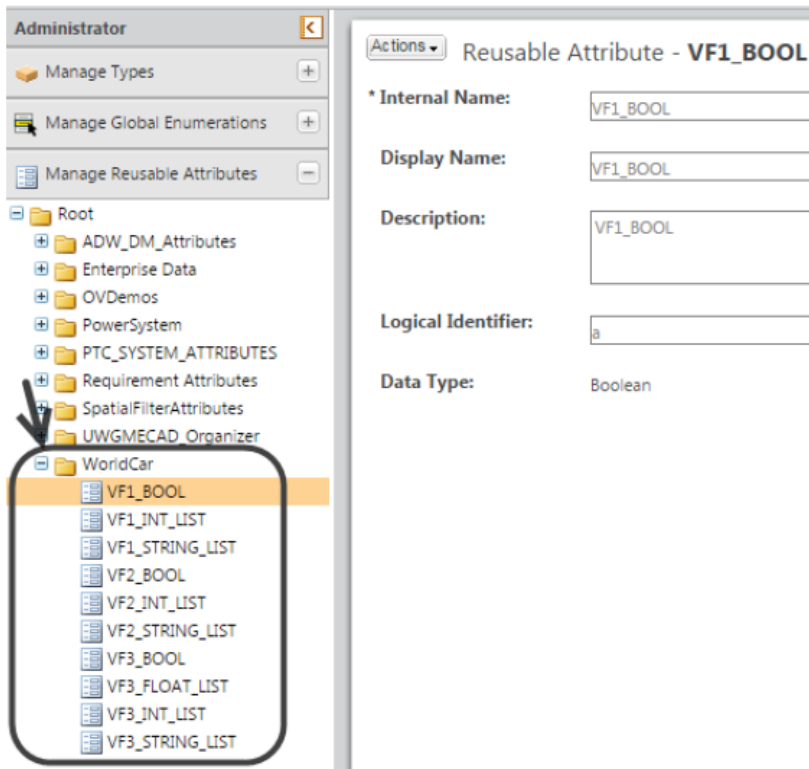 Administrator
Manage Types
Manage Global Enumerations
Manage Reusable Attributes
Root
ADW_DM_Attributes
Enterprise Data
OVDemos
PowerSystem
PTC_SYSTEM_ATTRIBUTES
Requirement Attributes
SpatialFilterAttributes
UWGMECAD_Organizer
WorldCar
VF1_BOOL
VF1_INT_LIST
VF1_STRING_LIST
VF2_BOOL
VF2_INT_LIST
VF2_STRING_LIST
VF3_BOOL
VF3_FLOAT_LIST
VF3_INT_LIST
VF3_STRING_LIST
Actions Reusable Attribute - VF1_BOOL
* Internal Name: VF1_BOOL
Display Name: VF1_BOOL
Description: VF1_BOOL
Logical Identifier: a
Data Type: Boolean